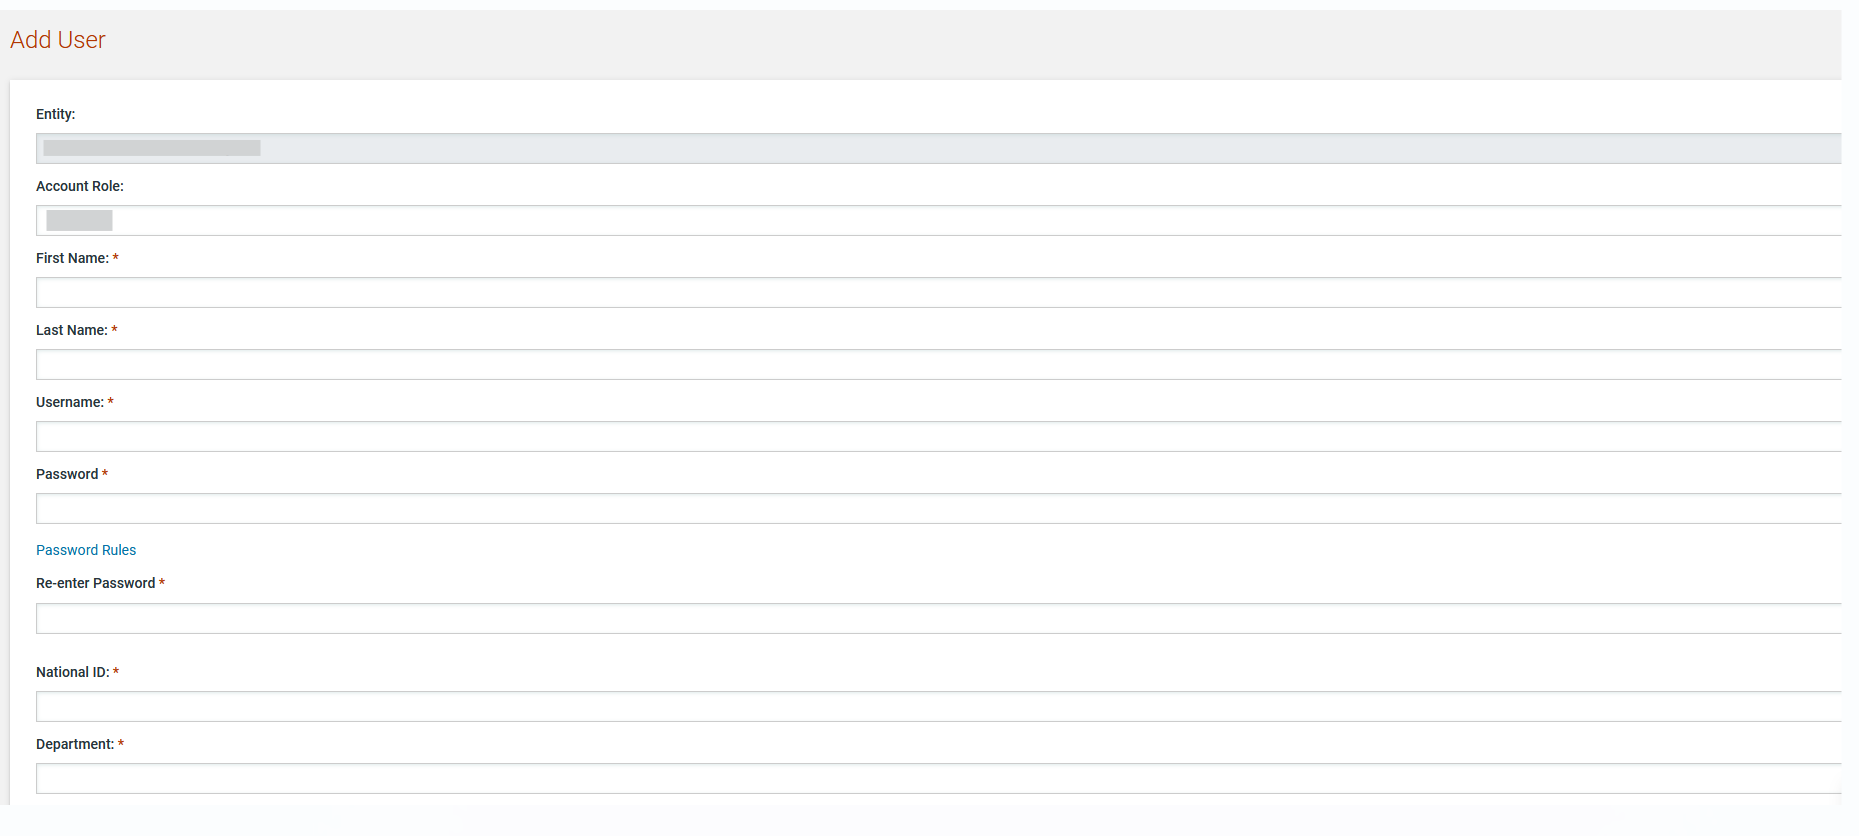 Add User
Entity:
Account Role:
First Name: *
Last Name: *
Username: *
Password *
Password Rules
Re-enter Password *
National ID: *
Department: *